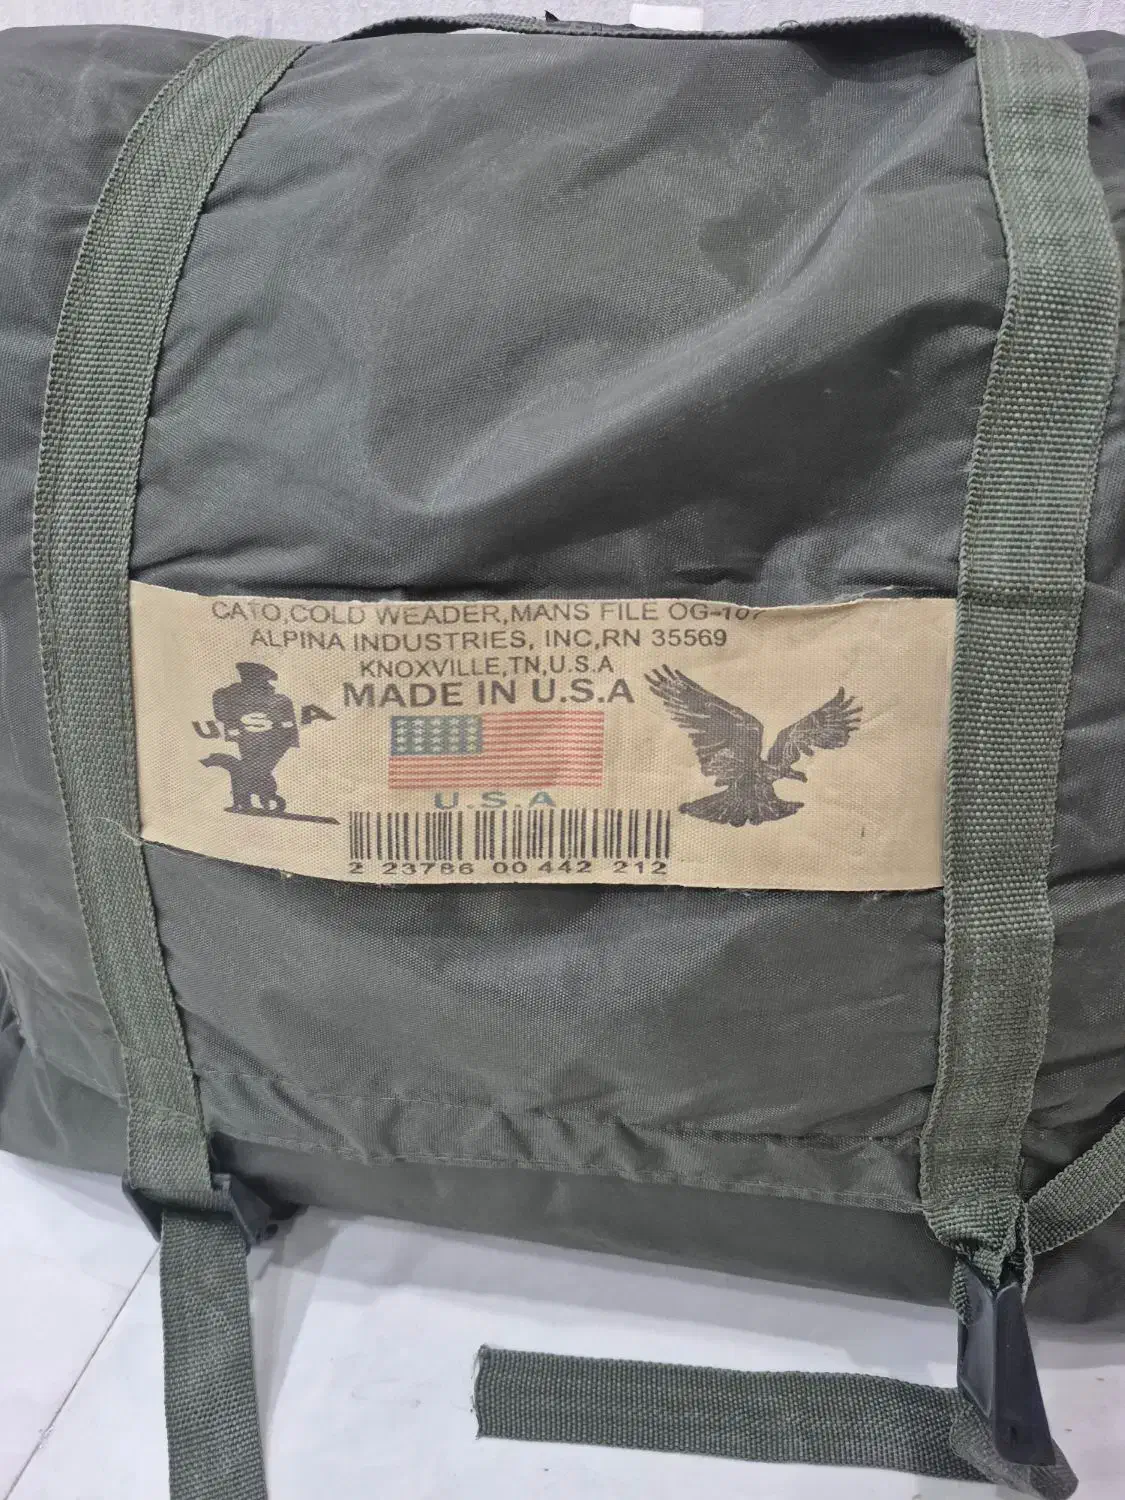 CATO,COLD WEADER,MANS FILE OG-107
ALPINA INDUSTRIES, INC,RN 35569
KNOXVILLE,TN,U.S.A
MADE IN U.S.A
U.S.A
U.S.A
2 23786 00 442 212